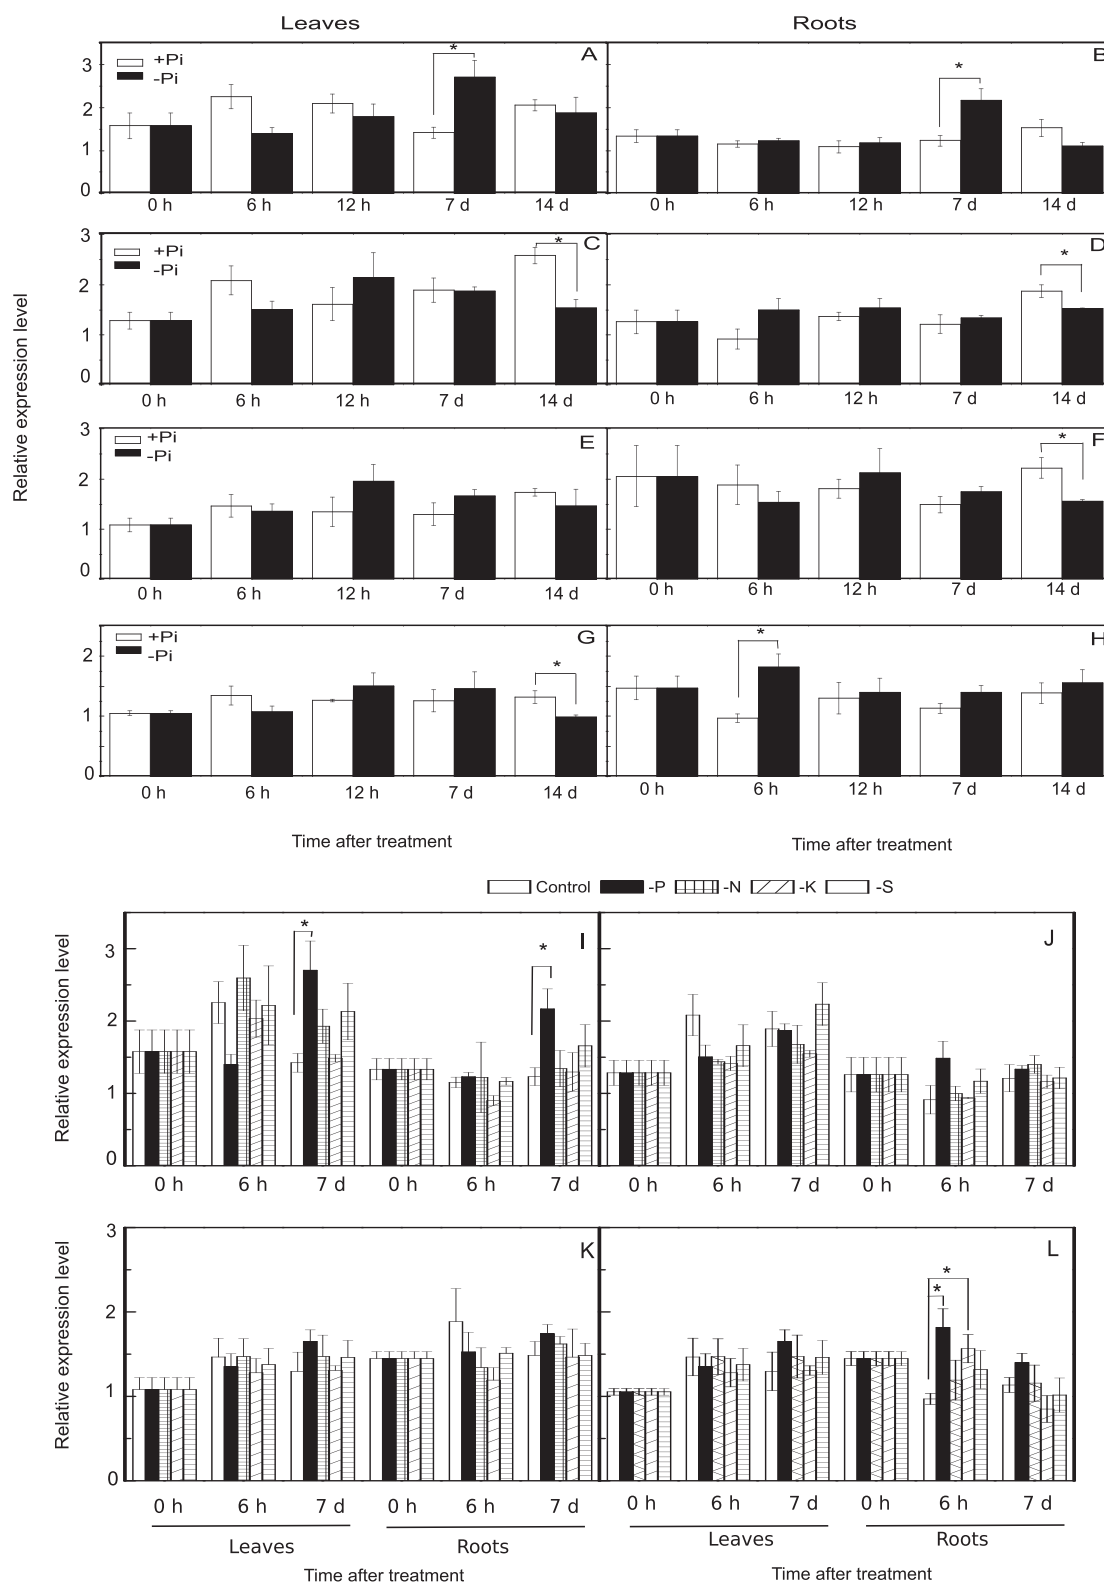 Leaves Roots
3 +Pi * A * B
-Pi
2
1
0
0 h 6 h 12 h 7 d 14 d 0 h 6 h 12 h 7 d 14 d
3 +Pi * C * D
-Pi
2
1
0
0 h 6 h 12 h 7 d 14 d 0 h 6 h 12 h 7 d 14 d
Relative expression level
3 +Pi E * F
-Pi
2
1
0
0 h 6 h 12 h 7 d 14 d 0 h 6 h 12 h 7 d 14 d
+Pi G * H
2 -Pi *
1
0
0 h 6 h 12 h 7 d 14 d 0 h 6 h 12 h 7 d 14 d
Time after treatment Time after treatment
Control -P -N -K -S
Relative expression level
3 * * I J
2
1
0
0 h 6 h 7 d 0 h 6 h 7 d 0 h 6 h 7 d 0 h 6 h 7 d
Relative expression level
3 K L
* *
2
1
0
0 h 6 h 7 d 0 h 6 h 7 d 0 h 6 h 7 d 0 h 6 h 7 d
Leaves Roots Leaves Roots
Time after treatment Time after treatment